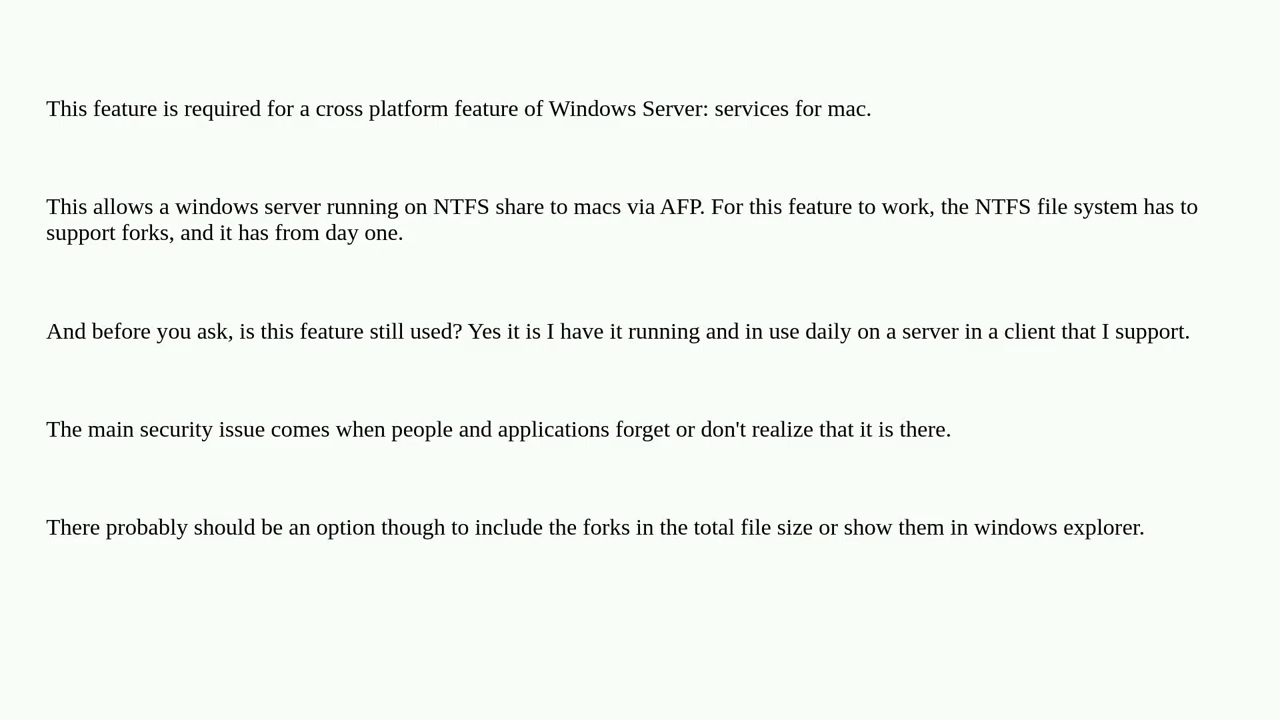 This feature is required for a cross platform feature of Windows Server: services for mac.
This allows a windows server running on NTFS share to macs via AFP. For this feature to work, the NTFS file system has to
support forks, and it has from day one.
And before you ask, is this feature still used? Yes it is I have it running and in use daily on a server in a client that I support.
The main security issue comes when people and applications forget or don't realize that it is there.
There probably should be an option though to include the forks in the total file size or show them in windows explorer.